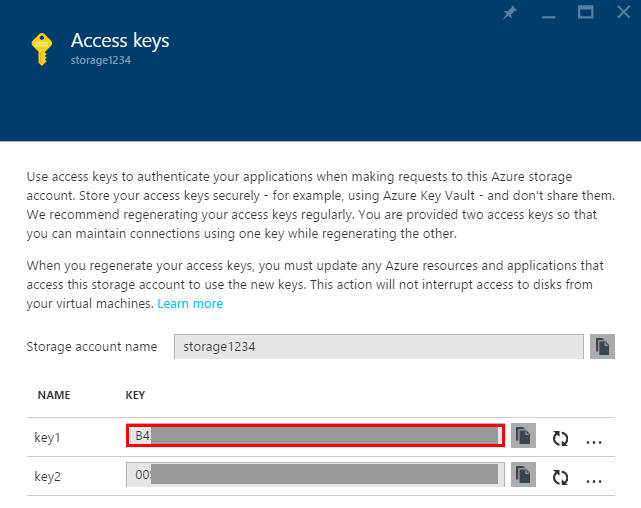 Access keys
storage1234
Use access keys to authenticate your applications when making requests to this Azure storage
account. Store your access keys securely - for example, using Azure Key Vault - and don't share them.
We recommend regenerating your access keys regularly. You are provided two access keys so that
you can maintain connections using one key while regenerating the other.
When you regenerate your access keys, you must update any Azure resources and applications that
access this storage account to use the new keys. This action will not interrupt access to disks from
your virtual machines. Learn more
Storage account name storage1234
NAME KEY
key1 B4 ...
key2 00 ...